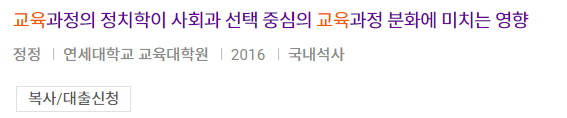 교육과정의 정치학이 사회과 선택 중심의 교육과정 분화에 미치는 영향
정정 연세대학교 교육대학원 2016 국내석사
복사/대출신청